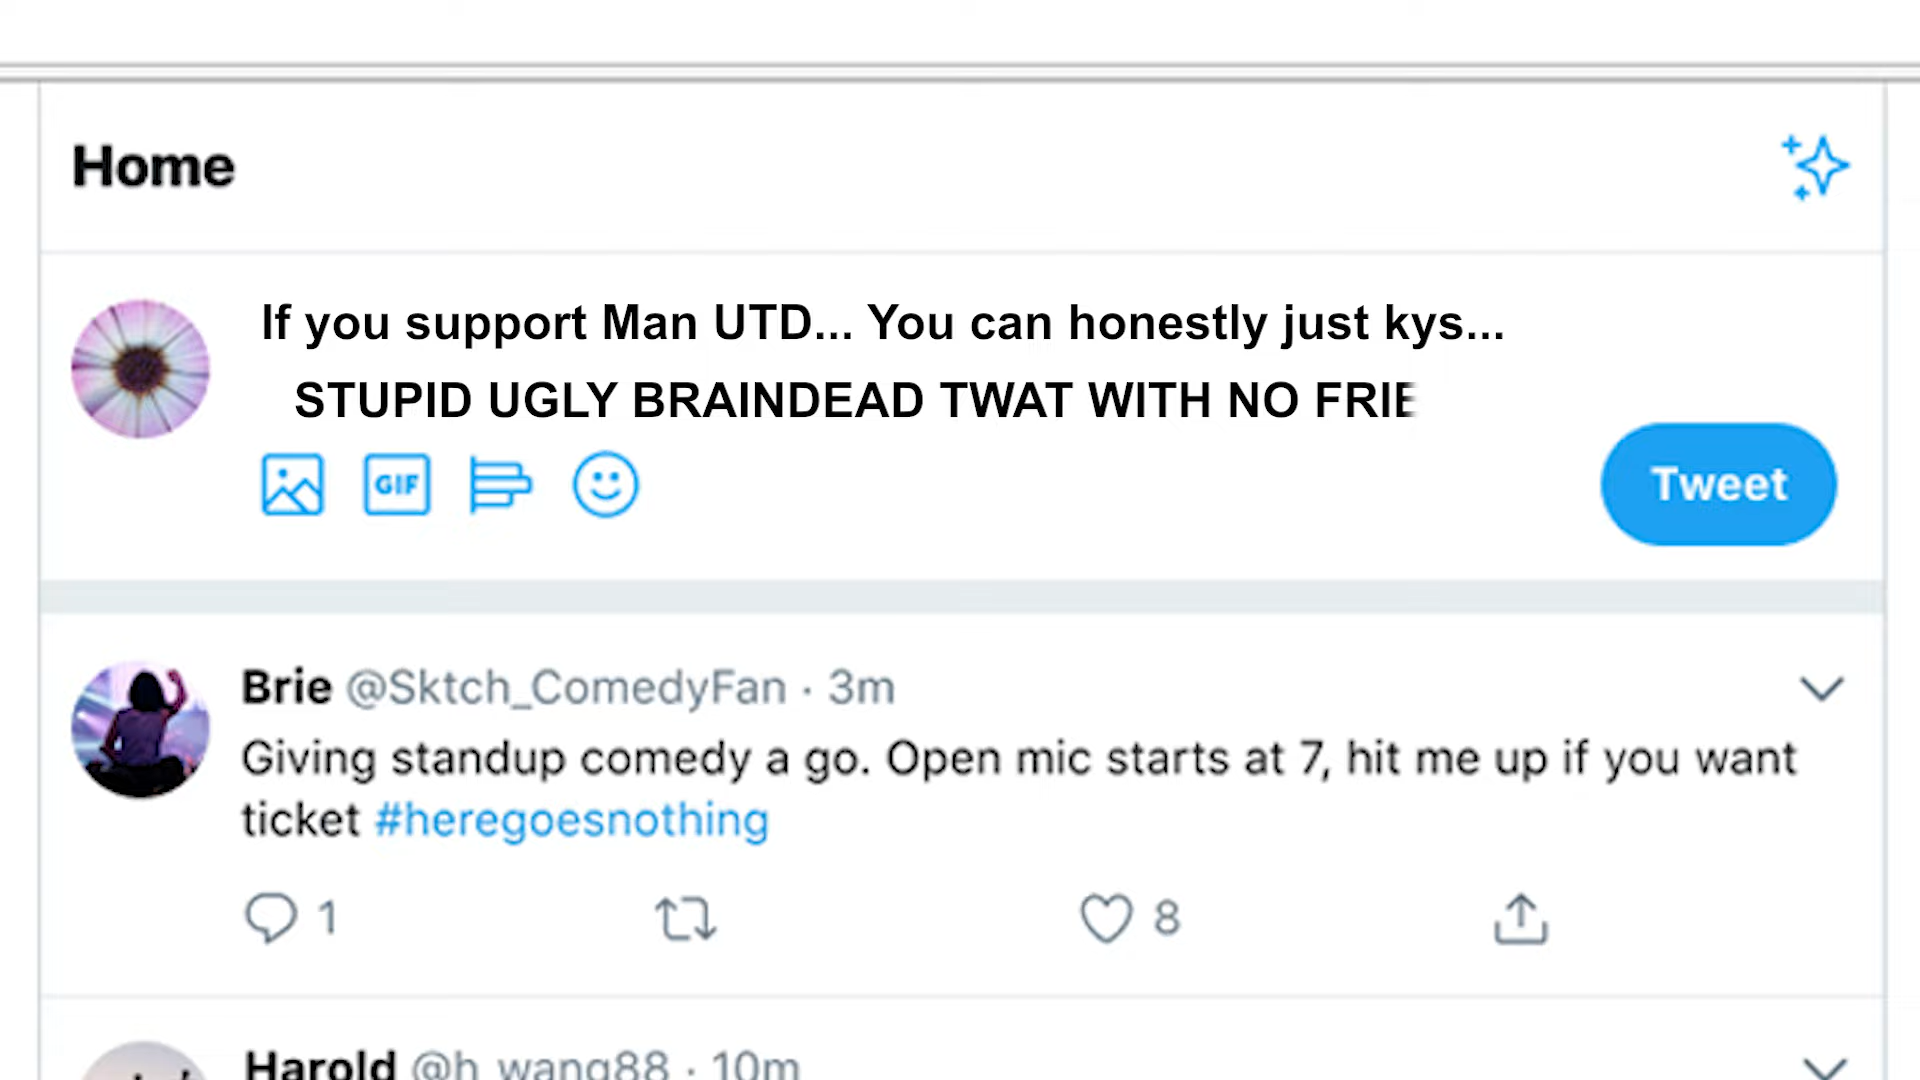 Home
If you support Man UTD... You can honestly just kys...
STUPID UGLY BRAINDEAD TWAT WITH NO FRIE
GIF
Tweet
Brie @Sktch_ComedyFan · 3m
Giving standup comedy a go. Open mic starts at 7, hit me up if you want
ticket #heregoesnothing
1 8
Harold @h_wang88 · 10m